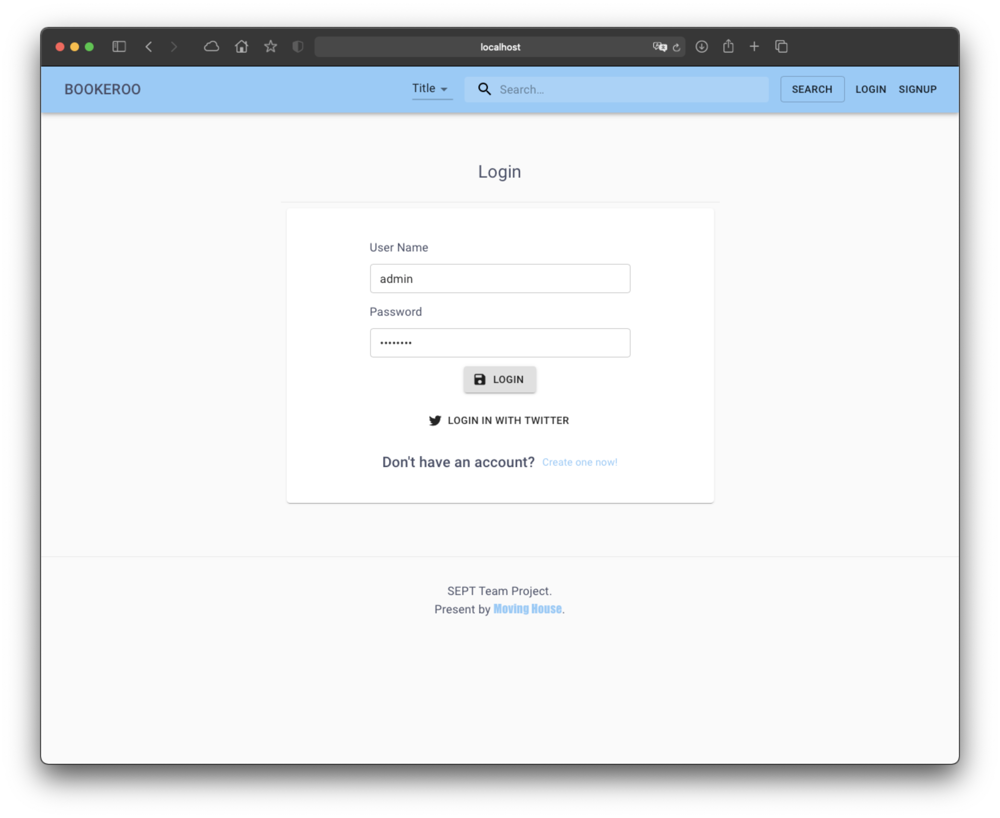 localhost
BOOKEROO Title Search... SEARCH LOGIN SIGNUP
Login
User Name
admin
Password
••••••••
LOGIN
LOGIN IN WITH TWITTER
Don't have an account? Create one now!
SEPT Team Project.
Present by Moving House.